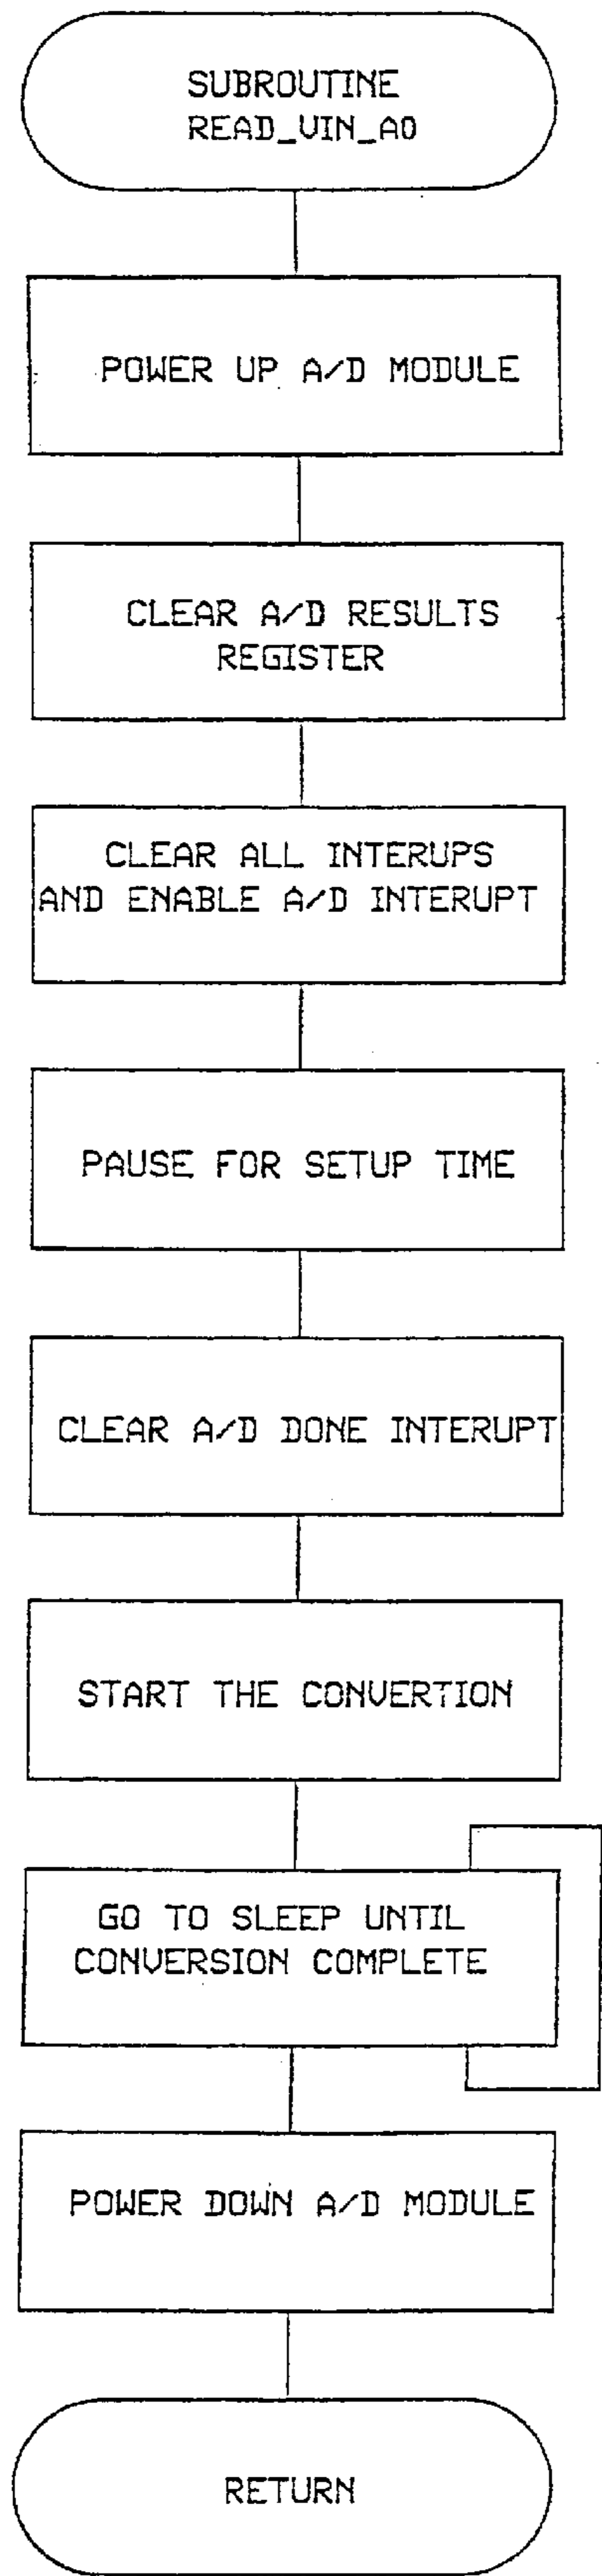 SUBROUTINE
READ_VIN_A0
POWER UP A/D MODULE
CLEAR A/D RESULTS
REGISTER
CLEAR ALL INTERUPS
AND ENABLE A/D INTERUPT
PAUSE FOR SETUP TIME
CLEAR A/D DONE INTERUPT
START THE CONVERTION
GO TO SLEEP UNTIL
CONVERSION COMPLETE
POWER DOWN A/D MODULE
RETURN